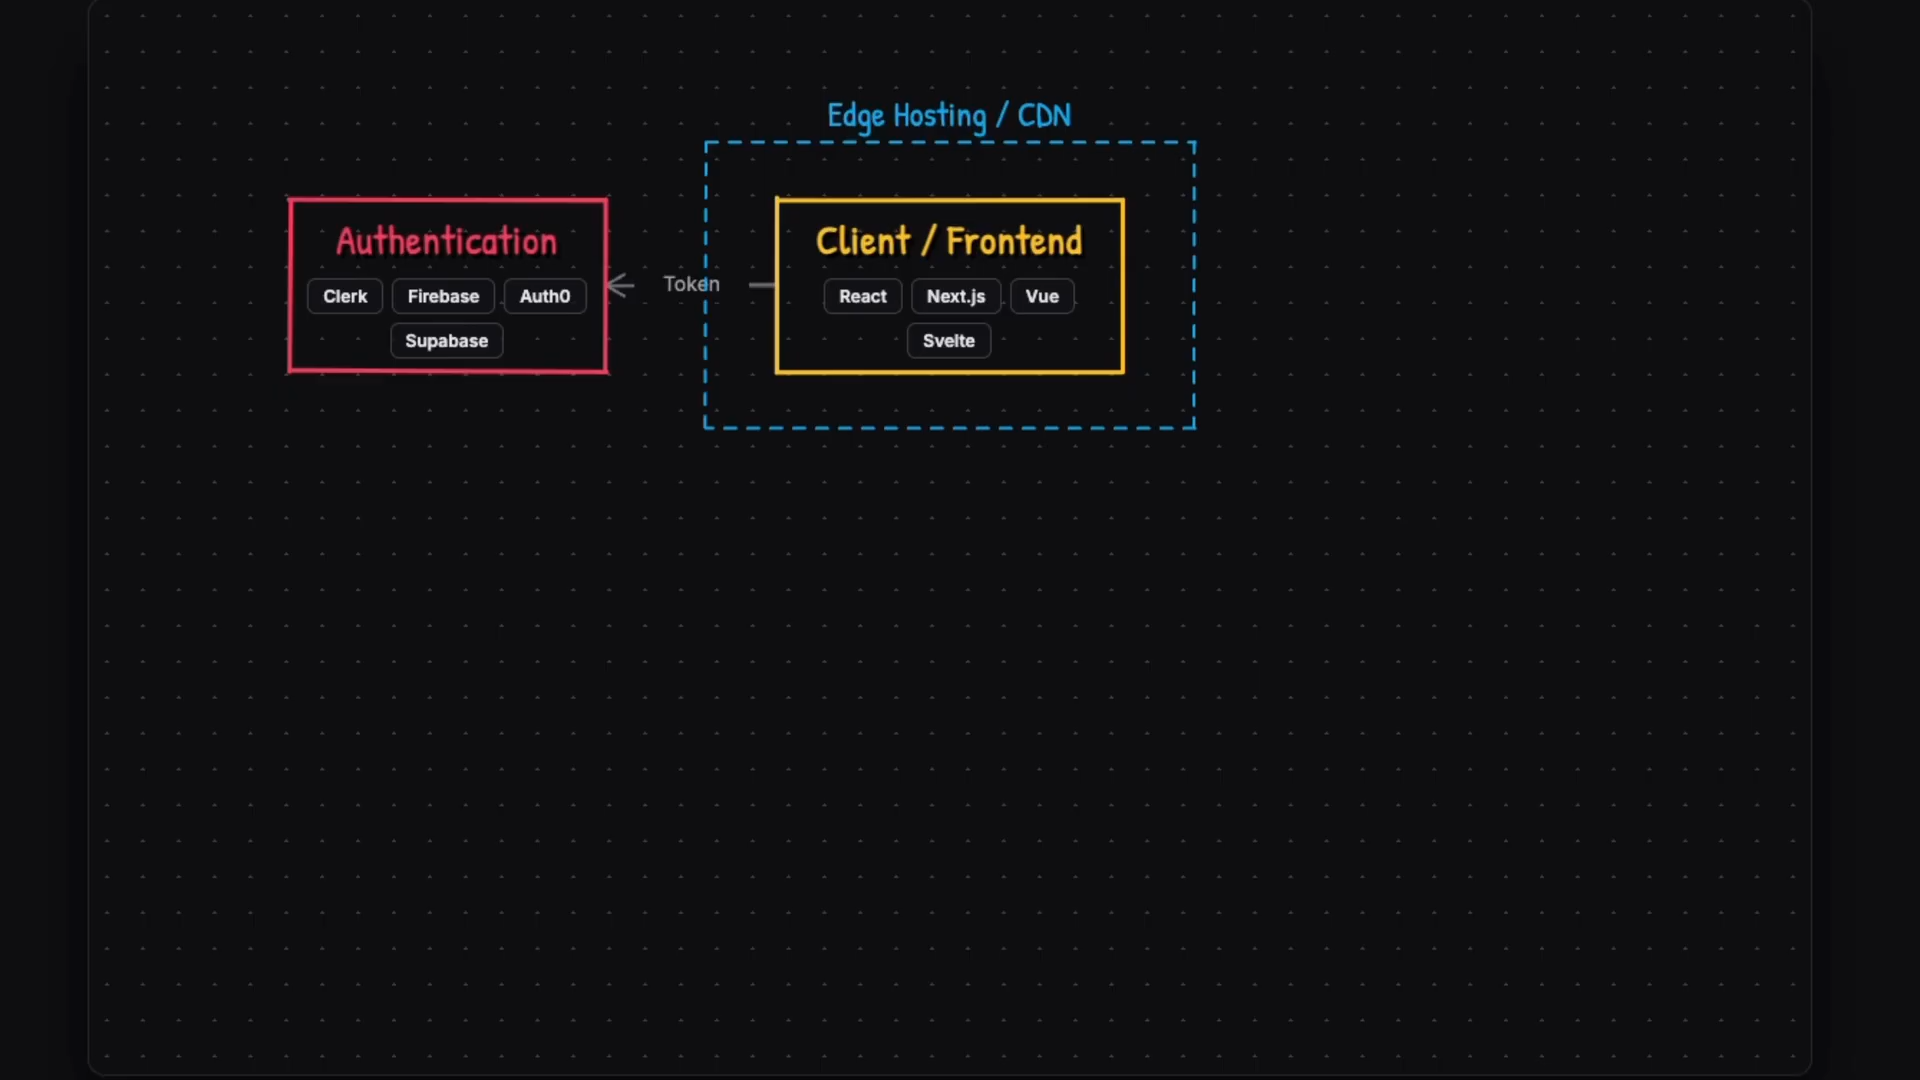 Edge Hosting / CDN
Authentication
Clerk Firebase Auth0
Supabase
Token
Client / Frontend
React Next.js Vue
Svelte